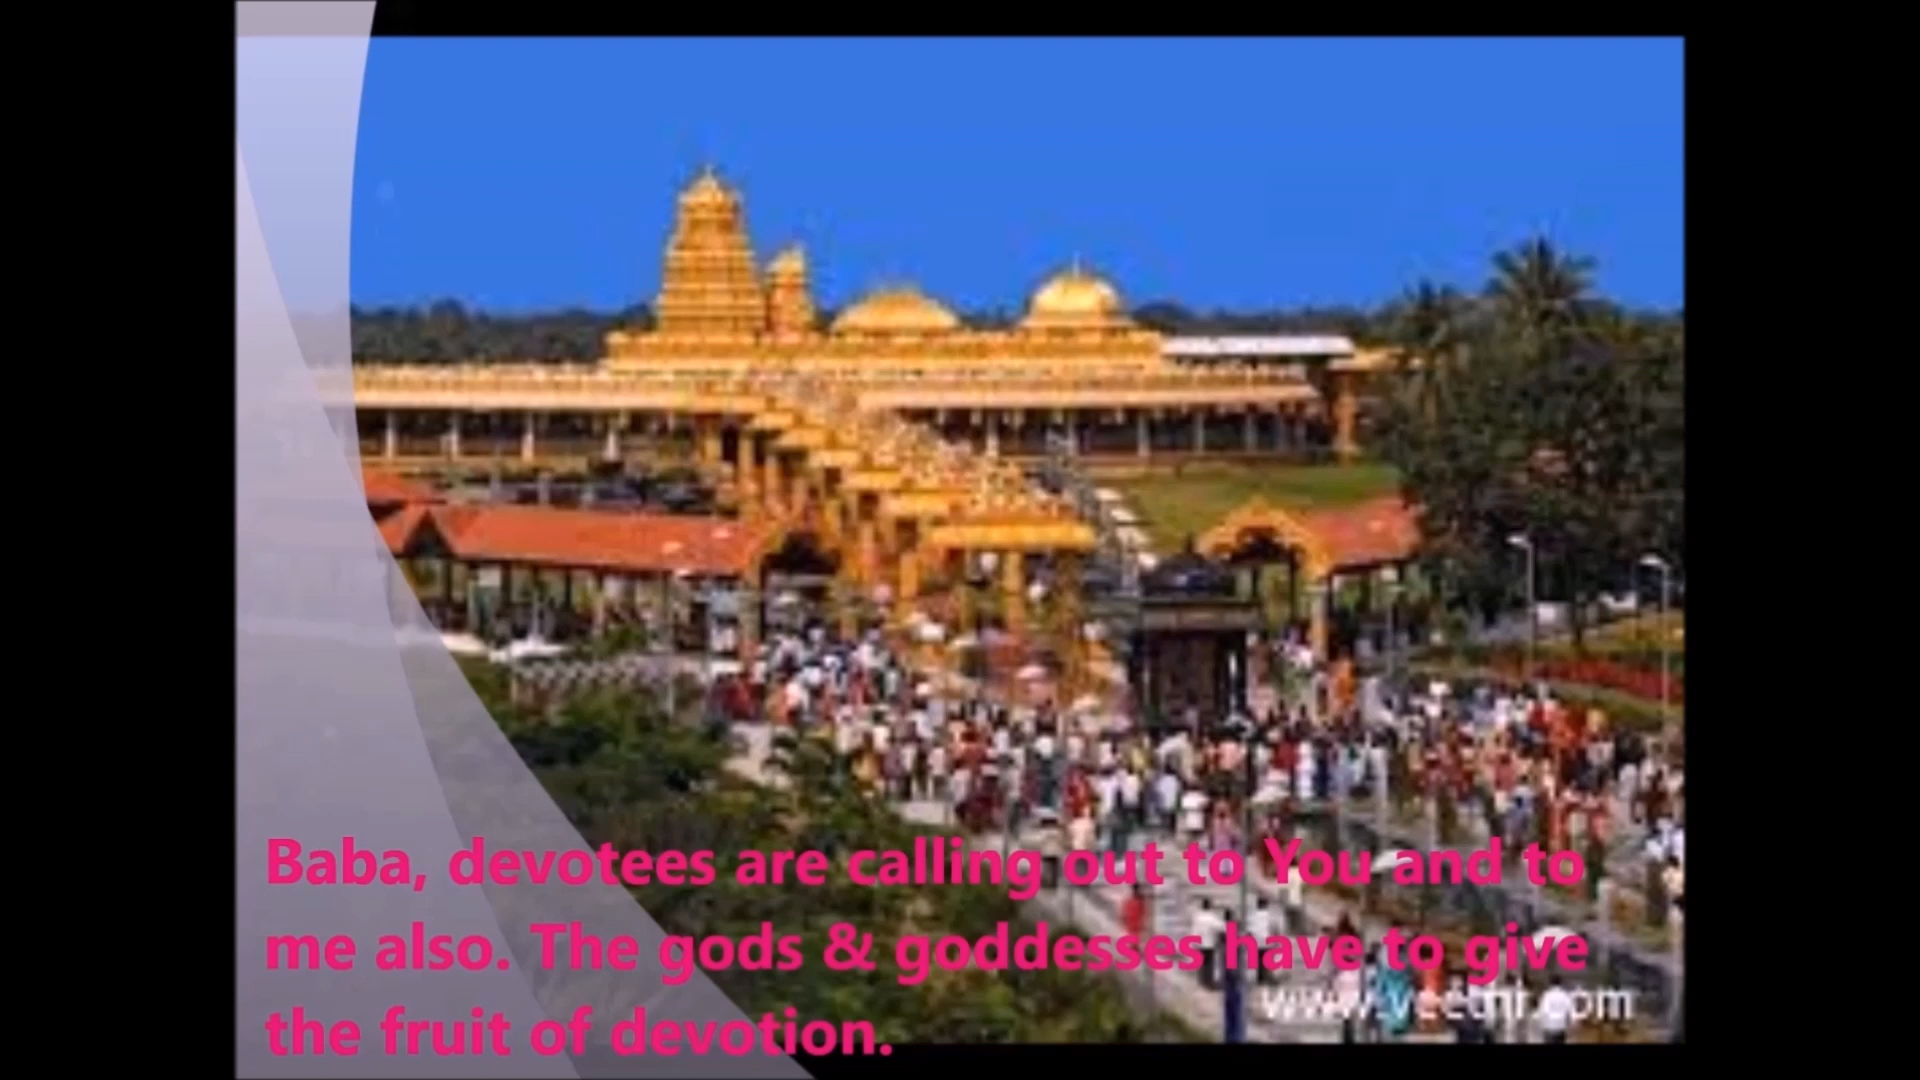 Baba, devotees are calling out to You and to
me also. The gods & goddesses have to give
the fruit of devotion.